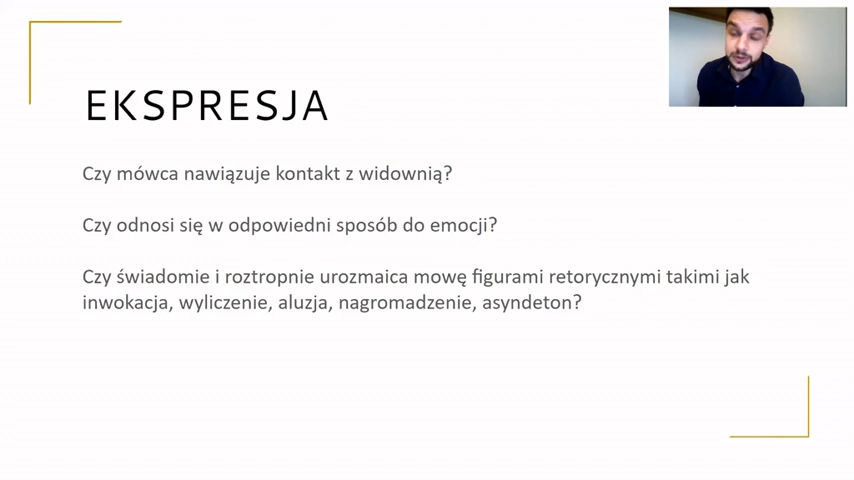 EKSPRESJA
Czy mówca nawiązuje kontakt z widownią?
Czy odnosi się w odpowiedni sposób do emocji?
Czy świadomie i roztropnie urozmaica mowę figurami retorycznymi takimi jak
inwokacja, wyliczenie, aluzja, nagromadzenie, asyndeton?